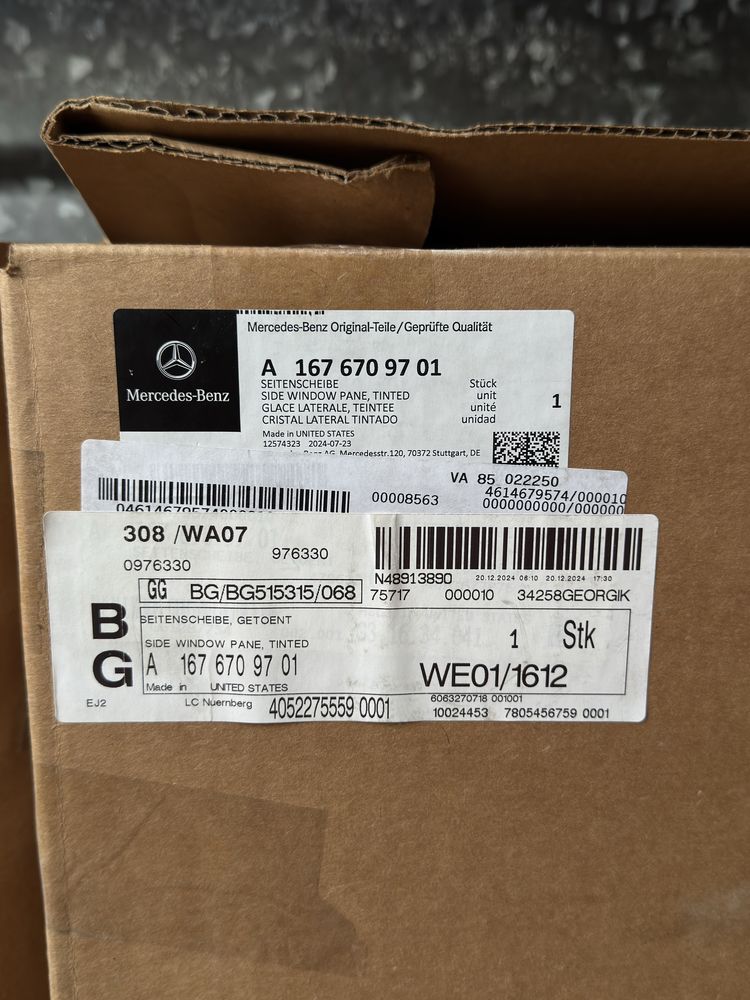 Mercedes-Benz Original-Teile/Geprüfte Qualität
Mercedes-Benz
A 167 670 97 01
SEITENSCHEIBE Stück
SIDE WINDOW PANE, TINTED unit
GLACE LATERALE, TEINTEE unité 1
CRISTAL LATERAL TINTADO unidad
Made in UNITED STATES
12574323 2024-07-23
AG, Mercedesstr.120, 70372 Stuttgart, DE
VA 85 022250
00008563 4614679574/000010
0000000000/000000
308 /WA07
0976330 976330
N48913890 20.12.2024 06:10 20.12.2024 17:30
GG BG/BG515315/068 75717 000010 34258GEORGIK
BG
SEITENSCHEIBE, GETOENT
SIDE WINDOW PANE, TINTED 1 Stk
A 167 670 97 01 WE01/1612
Made in UNITED STATES
EJ2 LC Nuernberg 4052275559 0001 6063270718 001001
10024453 7805456759 0001